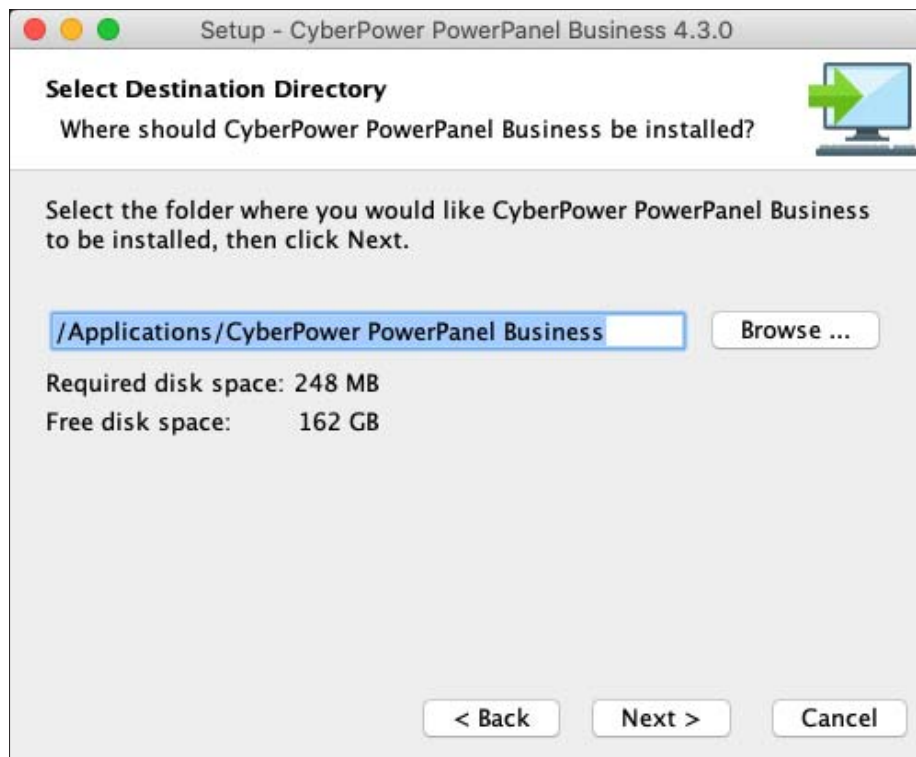 Setup - CyberPower PowerPanel Business 4.3.0
Select Destination Directory
Where should CyberPower PowerPanel Business be installed?
Select the folder where you would like CyberPower PowerPanel Business
to be installed, then click Next.
/Applications/CyberPower PowerPanel Business
Browse ...
Required disk space: 248 MB
Free disk space: 162 GB
< Back
Next >
Cancel